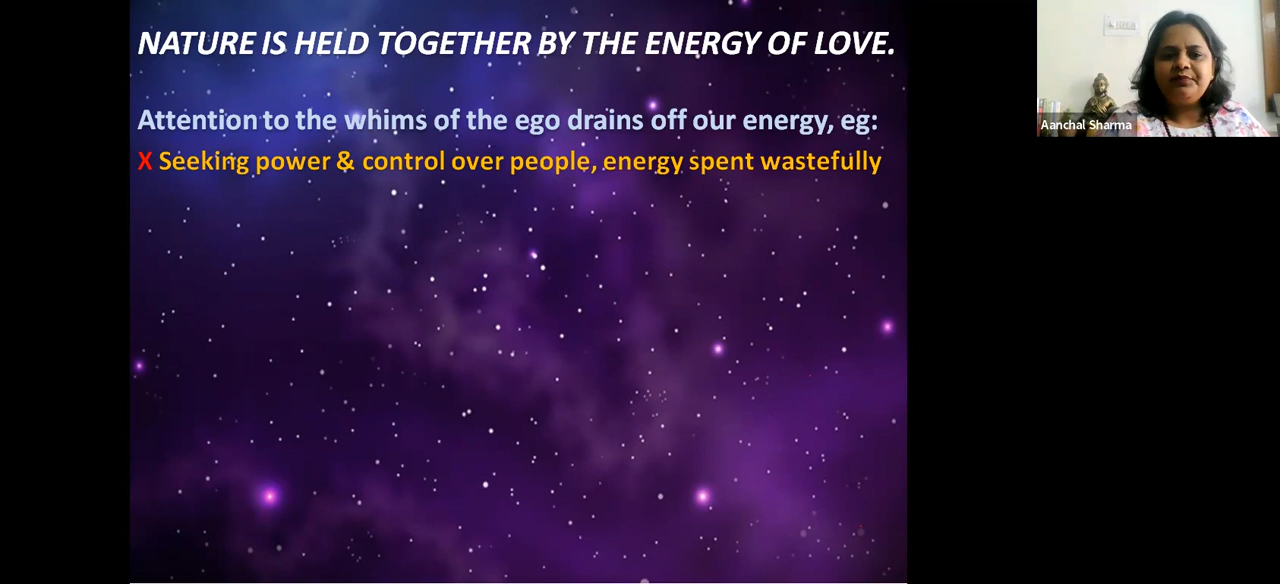 NATURE IS HELD TOGETHER BY THE ENERGY OF LOVE.
Attention to the whims of the ego drains off our energy, eg:
X Seeking power & control over people, energy spent wastefully
Aanchal Sharma